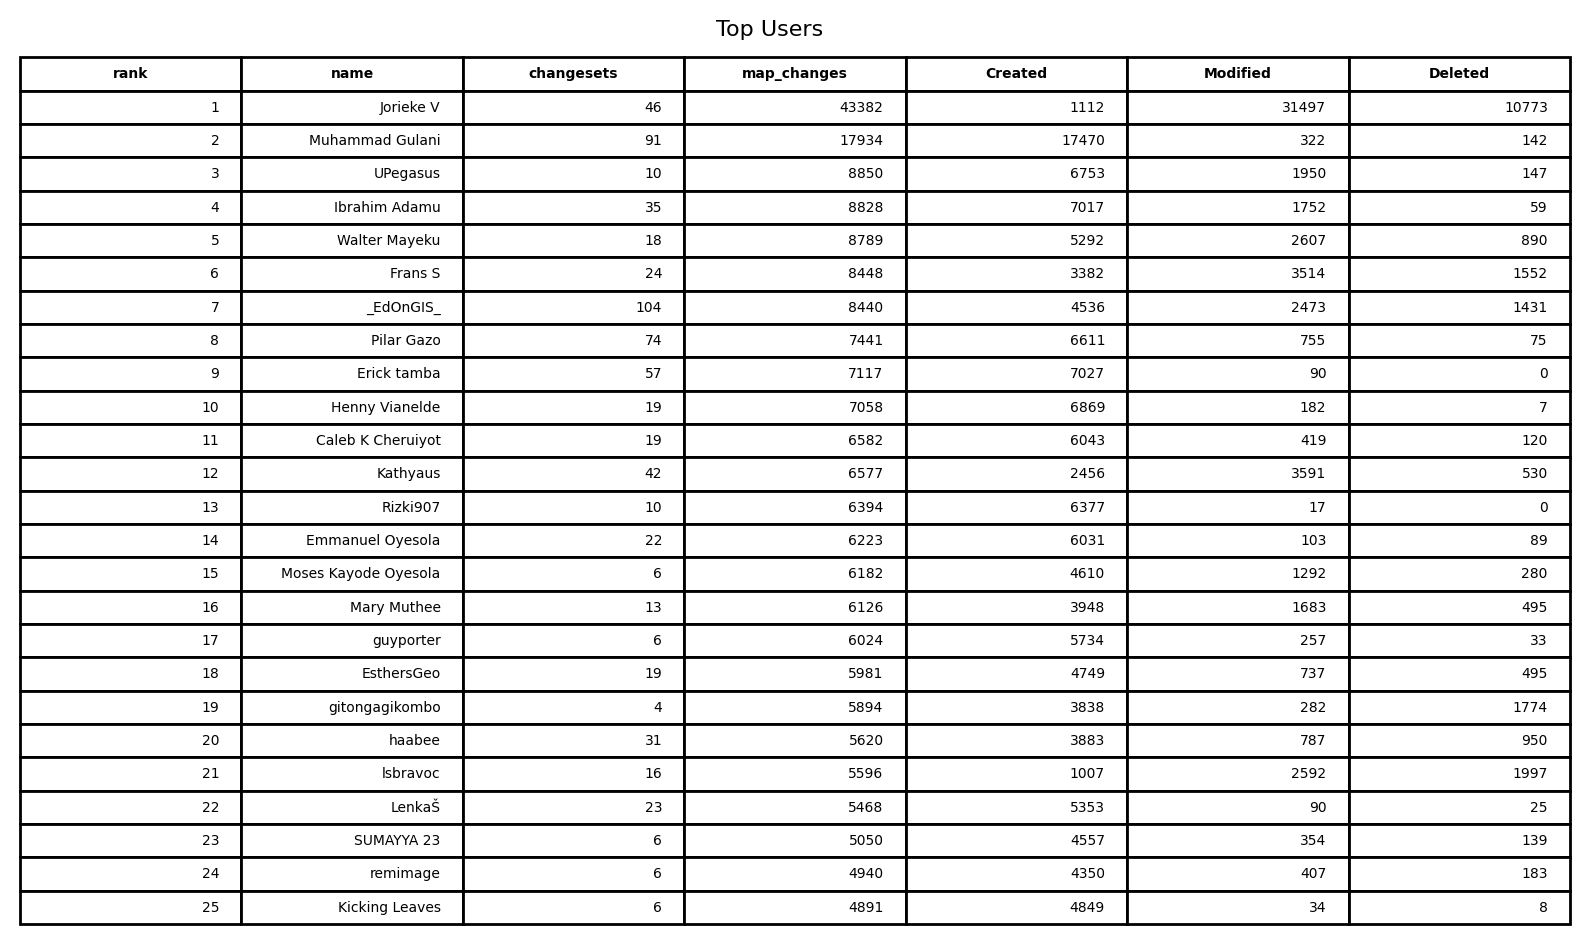 Top Users
rank name changesets map_changes Created Modified Deleted
1 Jorieke V 46 43382 1112 31497 10773
2 Muhammad Gulani 91 17934 17470 322 142
3 UPegasus 10 8850 6753 1950 147
4 Ibrahim Adamu 35 8828 7017 1752 59
5 Walter Mayeku 18 8789 5292 2607 890
6 Frans S 24 8448 3382 3514 1552
7 _EdOnGIS_ 104 8440 4536 2473 1431
8 Pilar Gazo 74 7441 6611 755 75
9 Erick tamba 57 7117 7027 90 0
10 Henny Vianelde 19 7058 6869 182 7
11 Caleb K Cheruiyot 19 6582 6043 419 120
12 Kathyaus 42 6577 2456 3591 530
13 Rizki907 10 6394 6377 17 0
14 Emmanuel Oyesola 22 6223 6031 103 89
15 Moses Kayode Oyesola 6 6182 4610 1292 280
16 Mary Muthee 13 6126 3948 1683 495
17 guyporter 6 6024 5734 257 33
18 EsthersGeo 19 5981 4749 737 495
19 gitongagikombo 4 5894 3838 282 1774
20 haabee 31 5620 3883 787 950
21 lsbravoc 16 5596 1007 2592 1997
22 LenkaŠ 23 5468 5353 90 25
23 SUMAYYA 23 6 5050 4557 354 139
24 remimage 6 4940 4350 407 183
25 Kicking Leaves 6 4891 4849 34 8